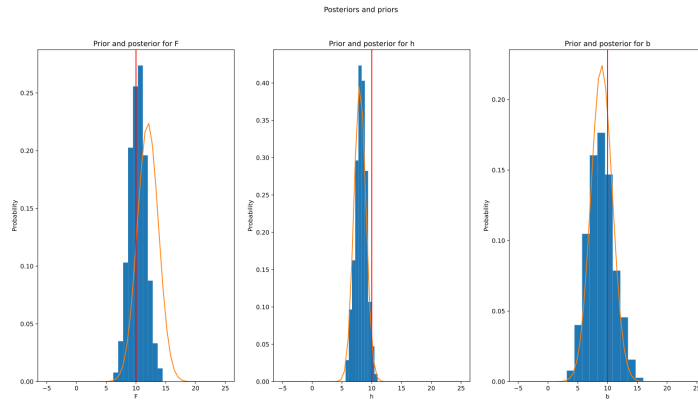 Posteriors and priors
Prior and posterior for F
Prior and posterior for h
Prior and posterior for b
Probability
0.25
0.20
0.15
0.10
0.05
0.00
-5 0 5 10 15 20 25
F
Probability
0.40
0.35
0.30
0.25
0.20
0.15
0.10
0.05
0.00
-5 0 5 10 15 20 25
h
Probability
0.20
0.15
0.10
0.05
0.00
-5 0 5 10 15 20 25
b